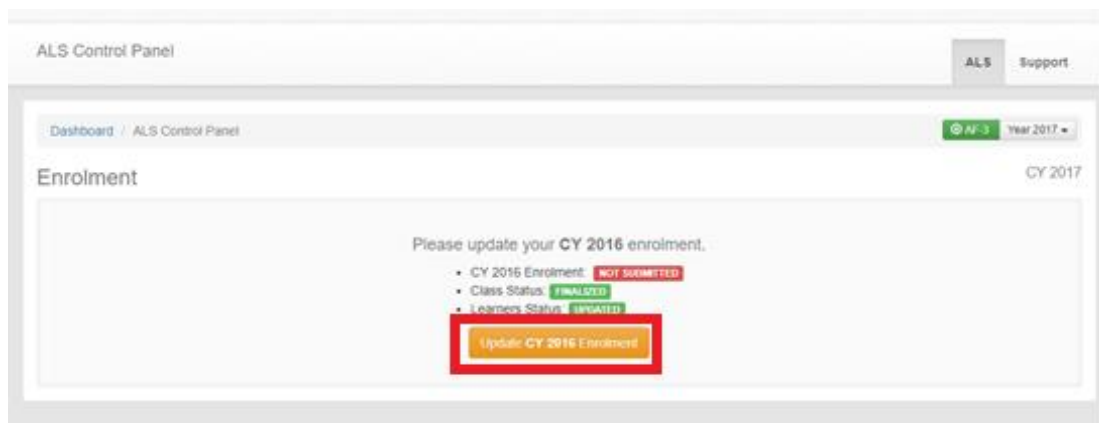 ALS Control Panel
ALS Support
Dashboard / ALS Control Panel
AF-3 Year 2017
Enrolment
CY 2017
Please update your CY 2016 enrolment.
• CY 2016 Enrolment: NOT SUBMITTED
• Class Status: FINALIZED
• Learners Status: UPDATED
Update CY 2016 Enrolment